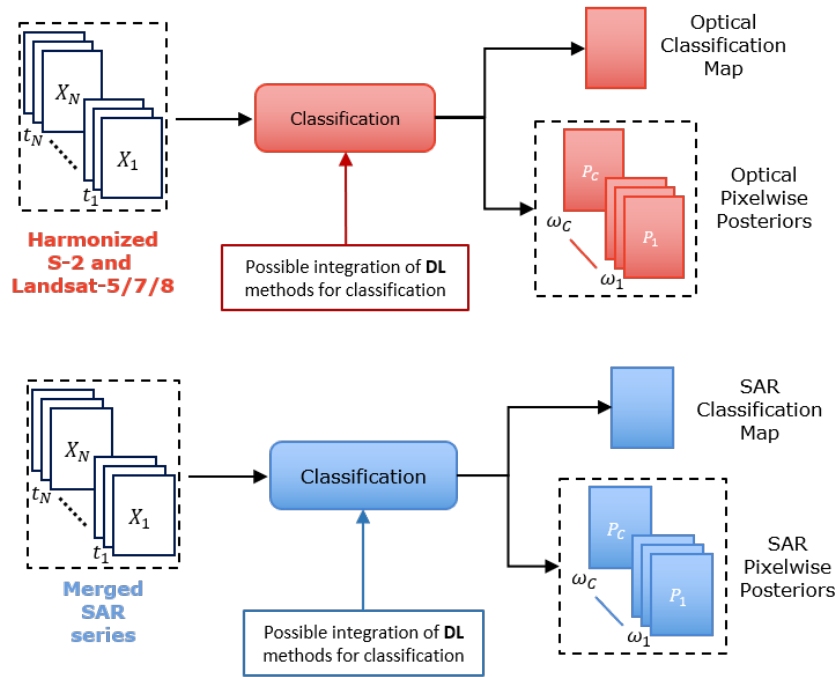 Optical
Classification
Map
X_N
t_N
X_1
t_1
Classification
P_C
Optical
Pixelwise
Posteriors
ω_C
P_1
ω_1
Harmonized
S-2 and
Landsat-5/7/8
Possible integration of DL
methods for classification
SAR
Classification
Map
X_N
t_N
X_1
t_1
Classification
P_C
SAR
Pixelwise
Posteriors
ω_C
P_1
ω_1
Merged
SAR
series
Possible integration of DL
methods for classification